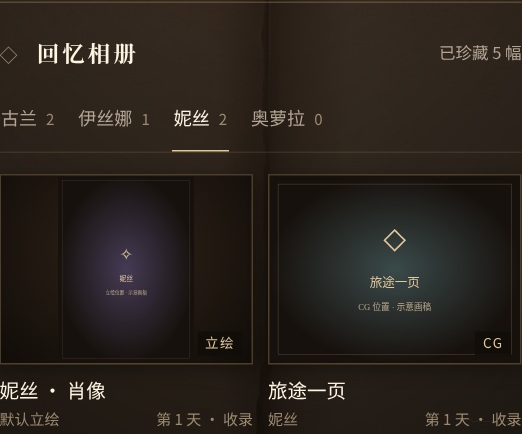 回忆相册
已珍藏 5 幅
古兰 2 伊丝娜 1 妮丝 2 奥萝拉 0
妮丝
立绘位置 · 示意画稿
立绘
旅途一页
CG 位置 · 示意画稿
CG
妮丝 · 肖像
默认立绘 第 1 天 · 收录
旅途一页
妮丝 第 1 天 · 收录